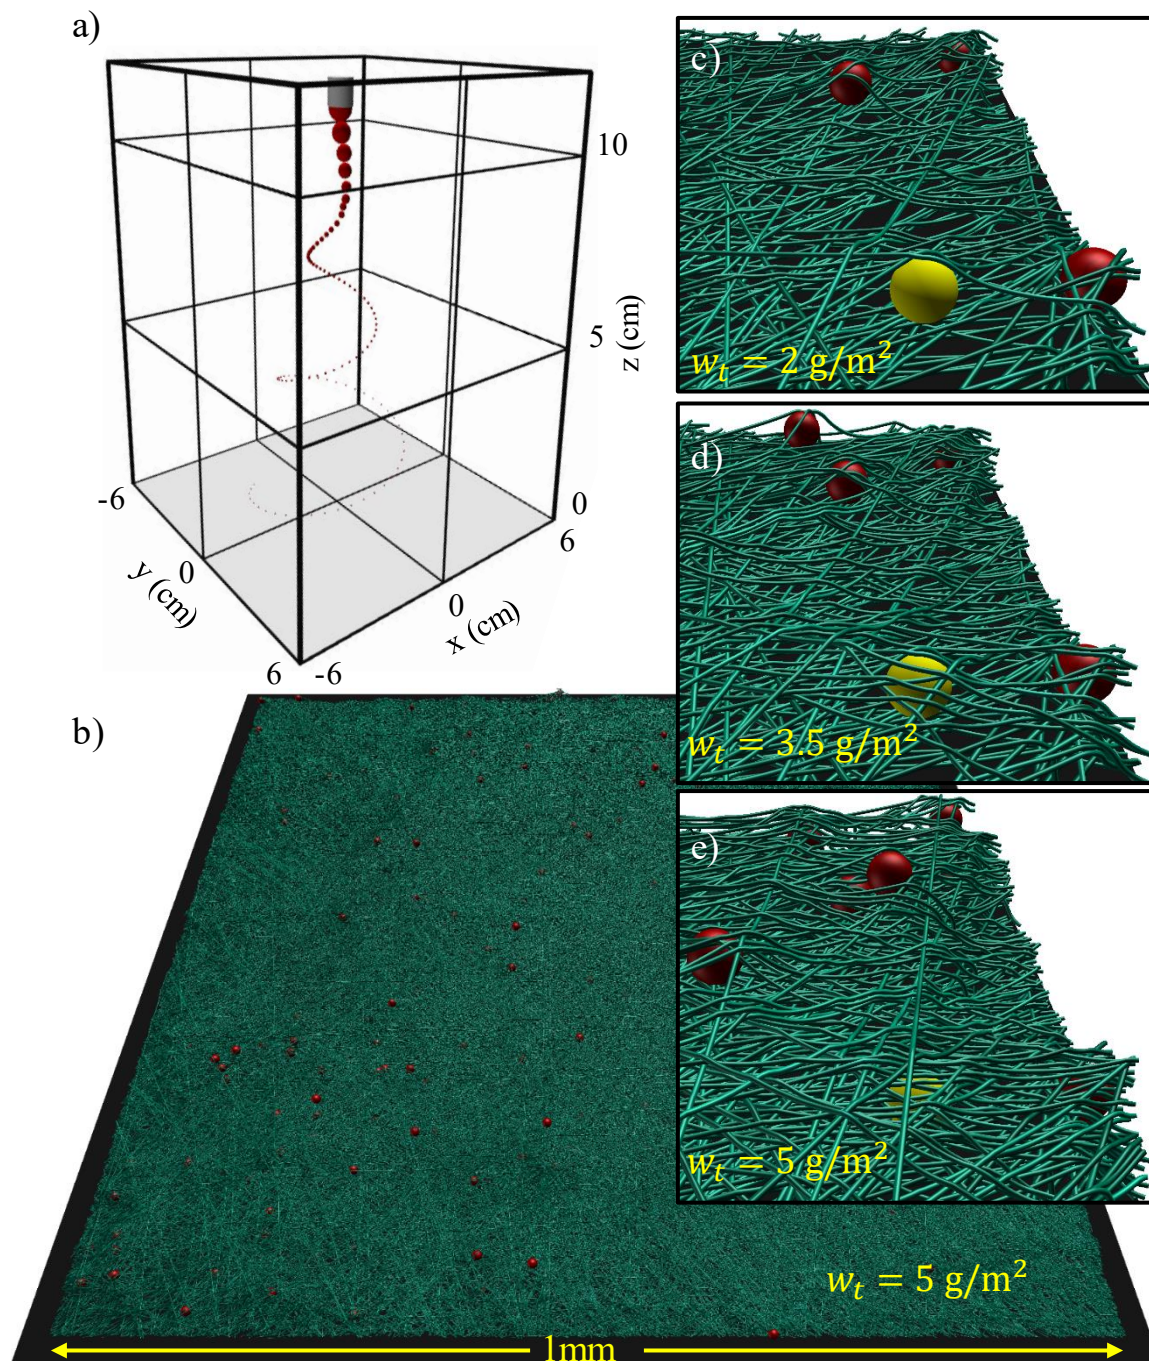 a)
10
5
z (cm)
0
6
-6
0
y (cm)
6
-6
0
x (cm)
b)
w_t = 5 g/m²
1mm
c)
w_t = 2 g/m²
d)
w_t = 3.5 g/m²
e)
w_t = 5 g/m²